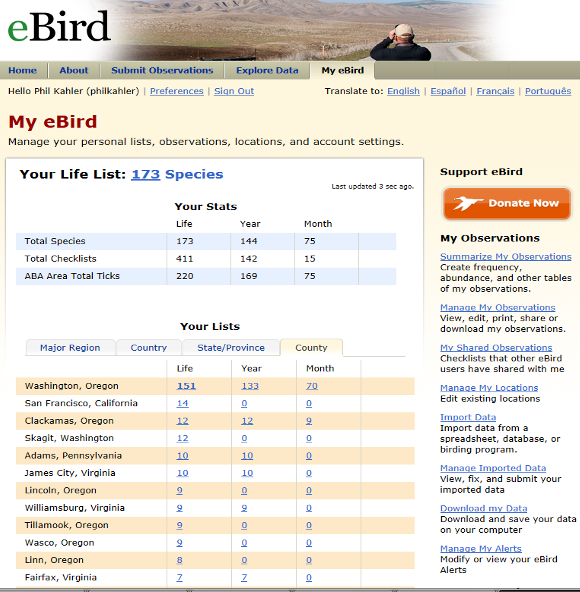 eBird
Home About Submit Observations Explore Data My eBird
Hello Phil Kahler (philkahler) | Preferences | Sign Out Translate to: English | Español | Français | Português
My eBird
Manage your personal lists, observations, locations, and account settings.
Your Life List: 173 Species
Last updated 3 sec ago.
Your Stats
Life Year Month
Total Species 173 144 75
Total Checklists 411 142 15
ABA Area Total Ticks 220 169 75
Your Lists
Major Region Country State/Province County
Life Year Month
Washington, Oregon 151 133 70
San Francisco, California 14 0 0
Clackamas, Oregon 12 12 9
Skagit, Washington 12 0 0
Adams, Pennsylvania 10 10 0
James City, Virginia 10 10 0
Lincoln, Oregon 9 0 0
Williamsburg, Virginia 9 9 0
Tillamook, Oregon 9 0 0
Wasco, Oregon 9 0 0
Linn, Oregon 8 0 0
Fairfax, Virginia 7 7 0
Support eBird
Donate Now
My Observations
Summarize My Observations
Create frequency,
abundance, and other tables
of my observations.
Manage My Observations
View, edit, print, share or
download my observations.
My Shared Observations
Checklists that other eBird
users have shared with me
Manage My Locations
Edit existing locations
Import Data
Import data from a
spreadsheet, database, or
birding program.
Manage Imported Data
View, fix, and submit your
imported data
Download my Data
Download and save your data
on your computer
Manage My Alerts
Modify or view your eBird
Alerts